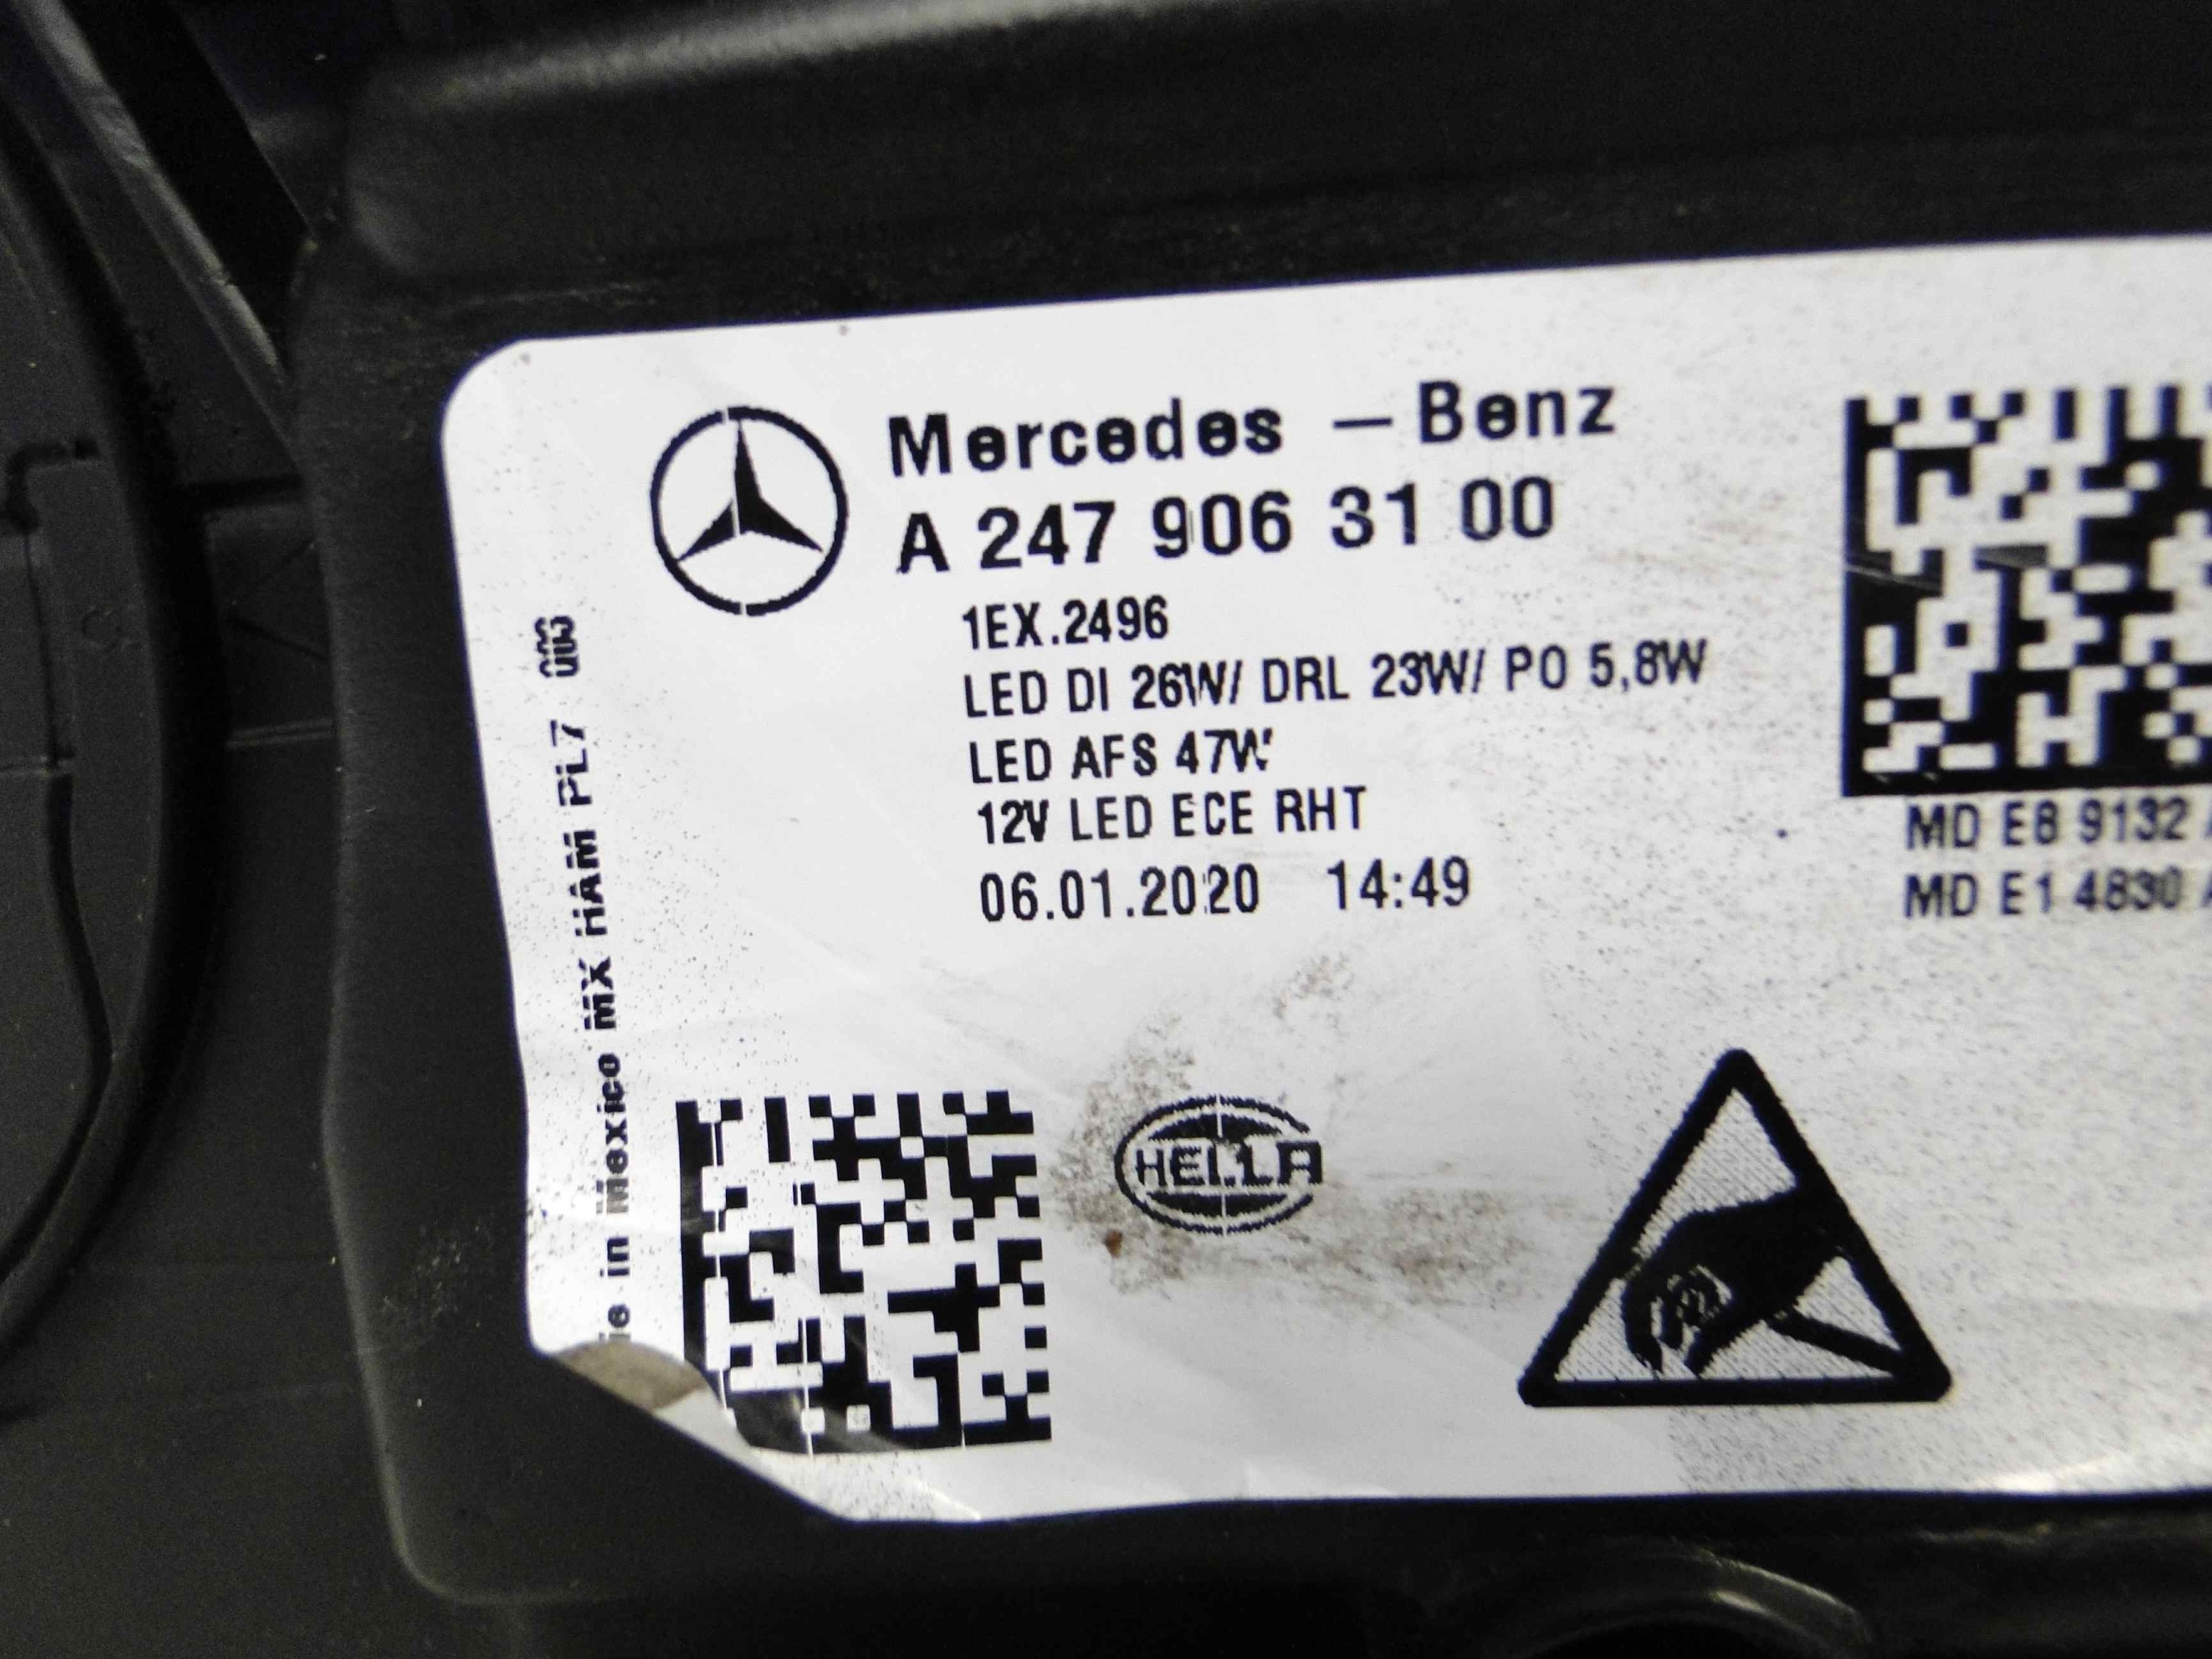 Mercedes – Benz
A 247 906 31 00
1EX.2496
LED DI 26W/ DRL 23W/ PO 5,8W
LED AFS 47W
12V LED ECE RHT
06.01.2020 14:49
MD E8 9132
MD E1 4830 A
in Mexico MX HAM PL7
HELLA